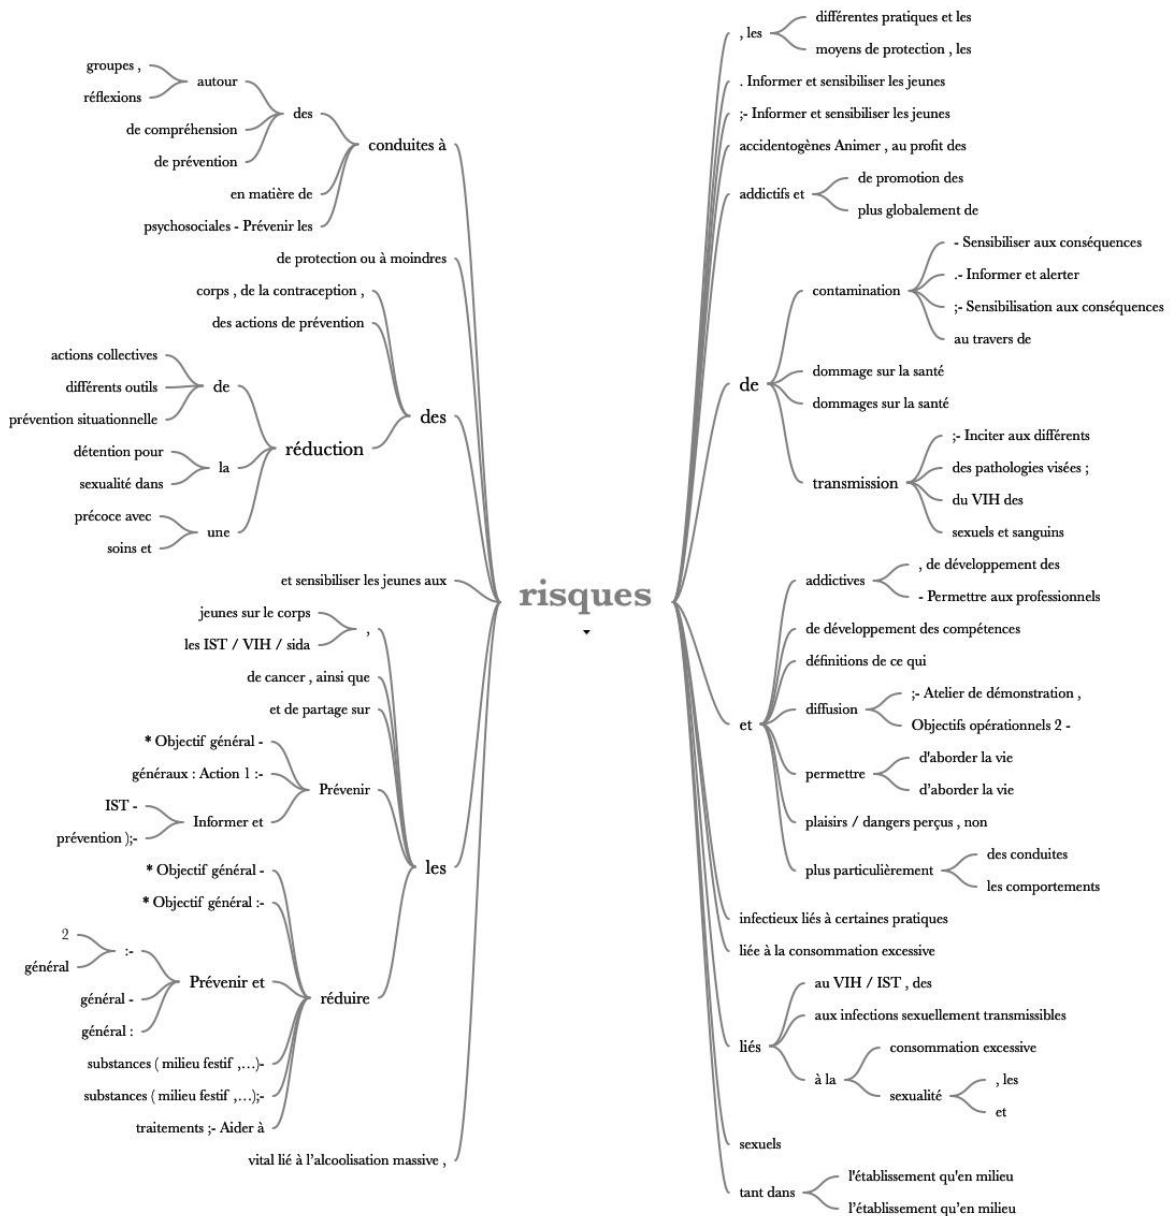 groupes ,
réflexions
autour
de compréhension
de prévention
des
en matière de
psychosociales - Prévenir les
conduites à
de protection ou à moindres
corps , de la contraception ,
des actions de prévention
actions collectives
différents outils
prévention situationnelle
de
détention pour
sexualité dans
la
précoce avec
soins et
une
réduction
des
et sensibiliser les jeunes aux
jeunes sur le corps
les IST / VIH / sida
,
de cancer , ainsi que
et de partage sur
* Objectif général -
généraux : Action 1 :-
IST -
prévention );-
Informer et
Prévenir
* Objectif général -
* Objectif général :-
2
général
:-
général -
général :
Prévenir et
substances ( milieu festif ,...)-
substances ( milieu festif ,...);-
traitements ;- Aider à
réduire
les
vital lié à l'alcoolisation massive ,
risques
, les
différentes pratiques et les
moyens de protection , les
. Informer et sensibiliser les jeunes
;- Informer et sensibiliser les jeunes
accidentogènes Animer , au profit des
addictifs et
de promotion des
plus globalement de
de
contamination
- Sensibiliser aux conséquences
.- Informer et alerter
;- Sensibilisation aux conséquences
au travers de
dommage sur la santé
dommages sur la santé
transmission
;- Inciter aux différents
des pathologies visées ;
du VIH des
sexuels et sanguins
et
addictives
, de développement des
- Permettre aux professionnels
de développement des compétences
définitions de ce qui
diffusion
;- Atelier de démonstration ,
Objectifs opérationnels 2 -
permettre
d'aborder la vie
d’aborder la vie
plaisirs / dangers perçus , non
plus particulièrement
des conduites
les comportements
infectieux liés à certaines pratiques
liée à la consommation excessive
liés
au VIH / IST , des
aux infections sexuellement transmissibles
à la
consommation excessive
sexualité
, les
et
sexuels
tant dans
l'établissement qu'en milieu
l’établissement qu’en milieu